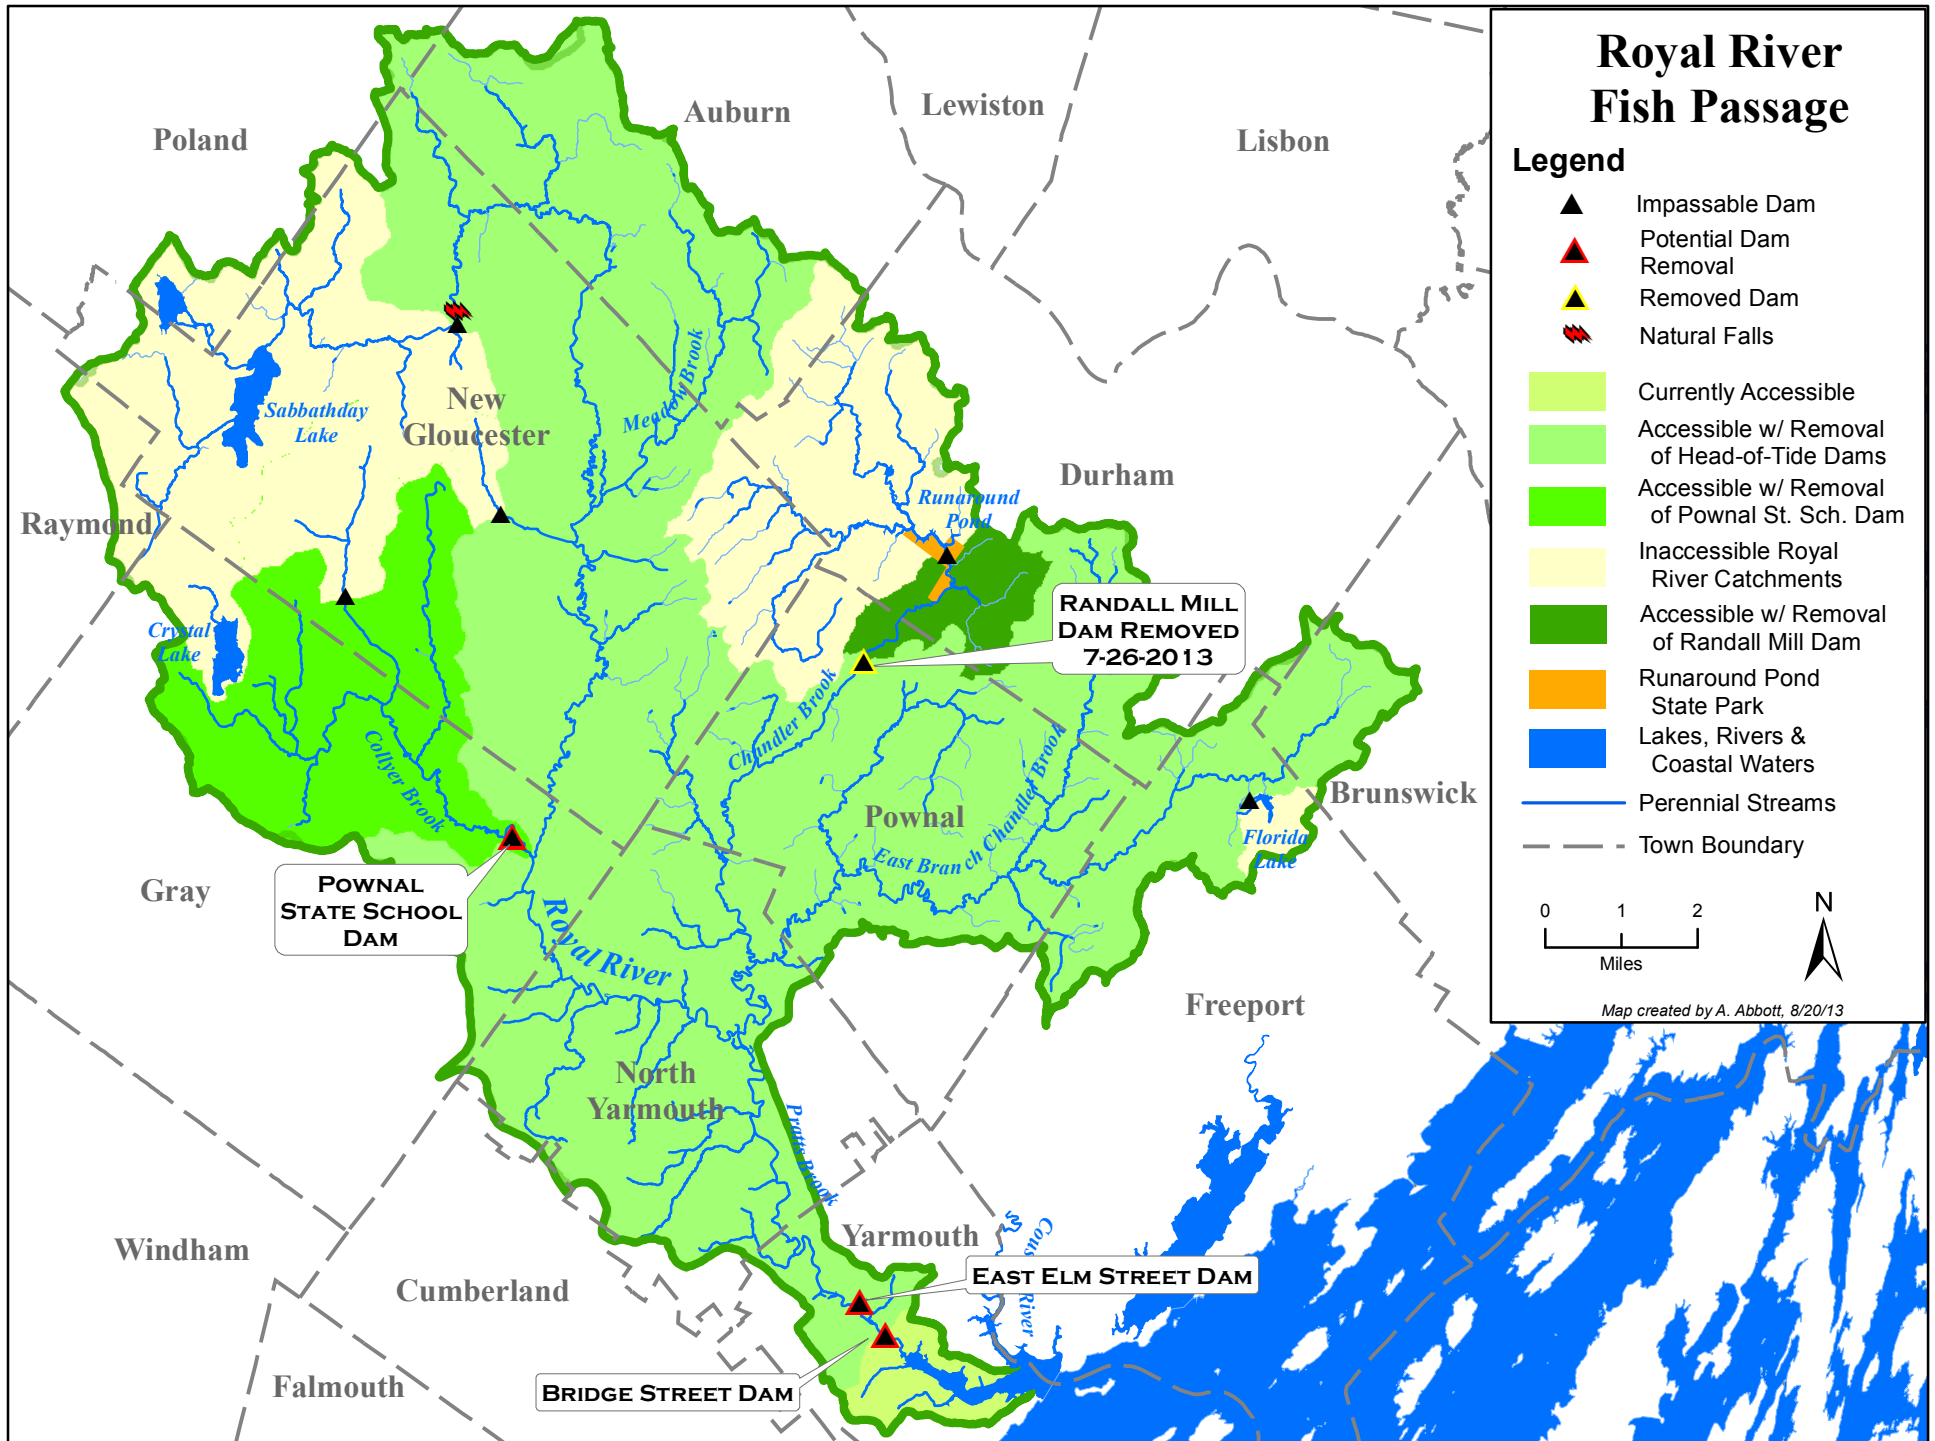 Royal River
Fish Passage
Legend
Impassable Dam
Potential Dam
Removal
Removed Dam
Natural Falls
Currently Accessible
Accessible w/ Removal
of Head-of-Tide Dams
Accessible w/ Removal
of Pownal St. Sch. Dam
Inaccessible Royal
River Catchments
Accessible w/ Removal
of Randall Mill Dam
Runaround Pond
State Park
Lakes, Rivers &
Coastal Waters
Perennial Streams
Town Boundary
0 1 2
Miles
N
Map created by A. Abbott, 8/20/13
Poland
Auburn
Lewiston
Lisbon
Meadow Brook
New
Gloucester
Sabbathday
Lake
Raymond
Durham
Runaround
Pond
RANDALL MILL
DAM REMOVED
7-26-2013
Crystal
Lake
Collyer Brook
Chandler Brook
East Branch Chandler Brook
Pownal
Brunswick
Florida
Lake
Gray
POWNAL
STATE SCHOOL
DAM
Royal River
Freeport
North
Yarmouth
Pratts Brook
Yarmouth
Cous River
EAST ELM STREET DAM
BRIDGE STREET DAM
Windham
Cumberland
Falmouth